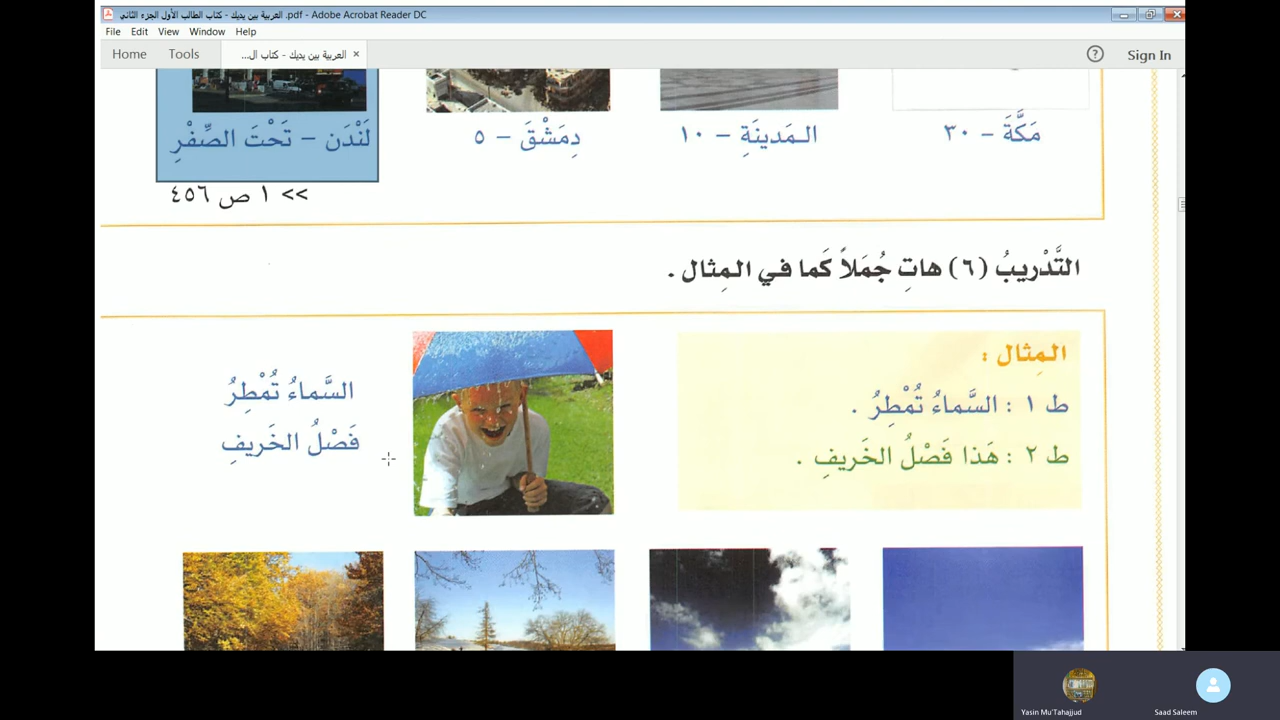 العربية بين يديك - كتاب الطالب الأول الجزء الثاني .pdf - Adobe Acrobat Reader DC
File Edit View Window Help
Home Tools العربية بين يديك - كتاب ال... × ? Sign In
مَكَّةَ – ٣٠
الـمَدينَةِ – ١٠
دِمَشْقَ – ٥
لَنْدَن – تَحْتَ الصِّفْرِ
>> ١ ص ٤٥٦
التَّدْريبُ (٦) هاتِ جُمَلاً كَما في المِثال .
المِثال :
ط ١ : السَّماءُ تُمْطِرُ .
ط ٢ : هَذا فَصْلُ الخَريفِ .
السَّماءُ تُمْطِرُ
فَصْلُ الخَريفِ
Yasin Mu'Tahajjud
Saad Saleem